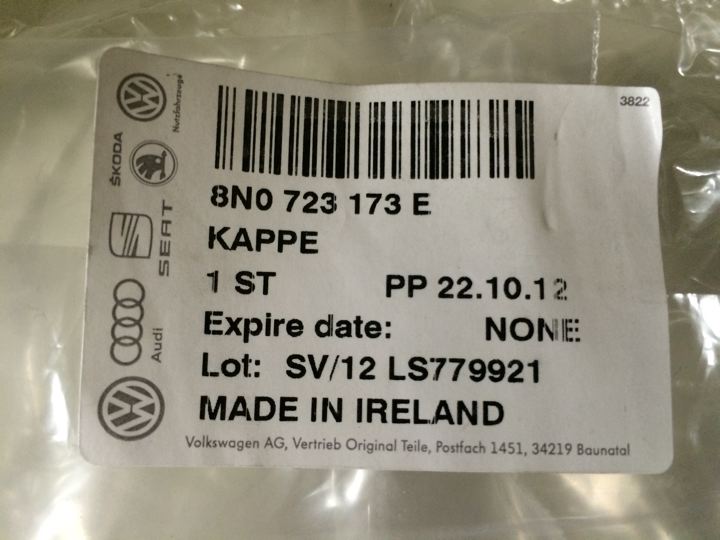 3822
Nutzfahrzeuge
ŠKODA
SEAT
Audi
8N0 723 173 E
KAPPE
1 ST PP 22.10.12
Expire date: NONE
Lot: SV/12 LS779921
MADE IN IRELAND
Volkswagen AG, Vertrieb Original Teile, Postfach 1451, 34219 Baunatal